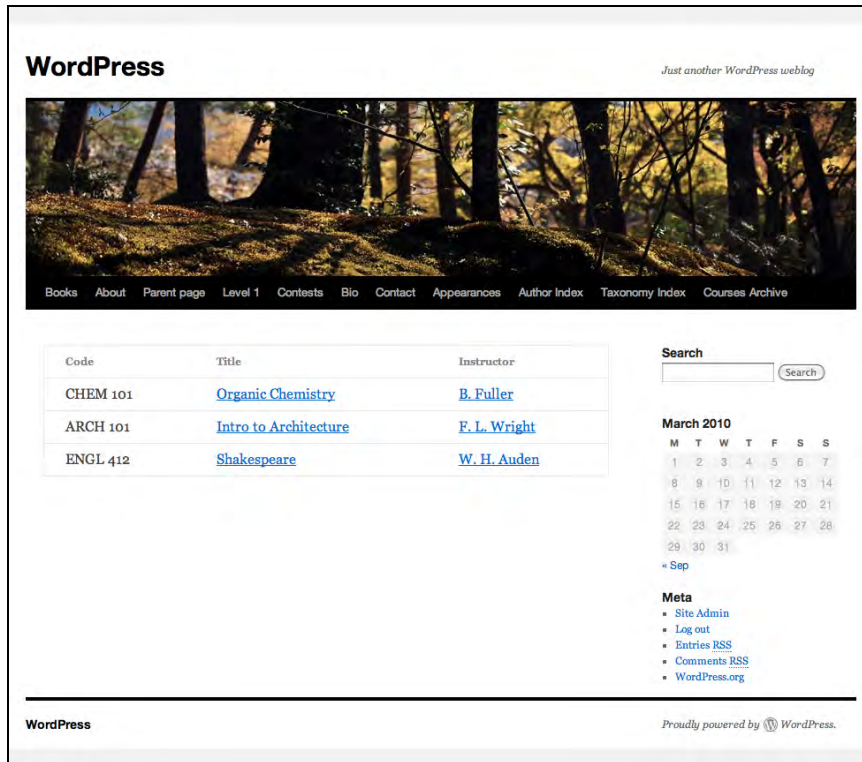 WordPress
Just another WordPress weblog
Books About Parent page Level 1 Contests Bio Contact Appearances Author Index Taxonomy Index Courses Archive
Code Title Instructor
CHEM 101 Organic Chemistry B. Fuller
ARCH 101 Intro to Architecture F. L. Wright
ENGL 412 Shakespeare W. H. Auden
Search
Search
March 2010
M T W T F S S
1 2 3 4 5 6 7
8 9 10 11 12 13 14
15 16 17 18 19 20 21
22 23 24 25 26 27 28
29 30 31
« Sep
Meta
Site Admin
Log out
Entries RSS
Comments RSS
WordPress.org
WordPress
Proudly powered by WordPress.